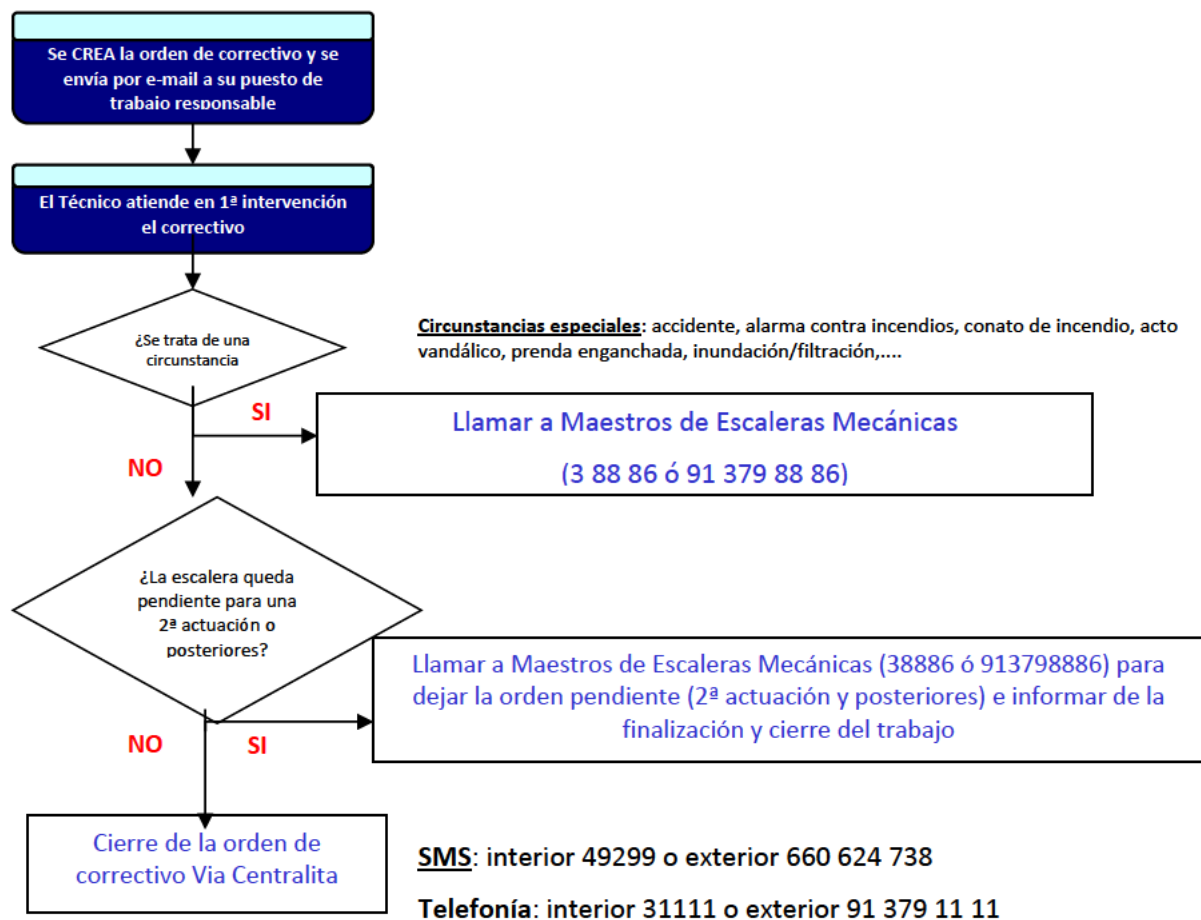 Se CREA la orden de correctivo y se
envía por e-mail a su puesto de
trabajo responsable
El Técnico atiende en 1ª intervención
el correctivo
¿Se trata de una
circunstancia
Circunstancias especiales: accidente, alarma contra incendios, conato de incendio, acto
vandálico, prenda enganchada, inundación/filtración,....
SI
Llamar a Maestros de Escaleras Mecánicas
(3 88 86 ó 91 379 88 86)
NO
¿La escalera queda
pendiente para una
2ª actuación o
posteriores?
Llamar a Maestros de Escaleras Mecánicas (38886 ó 913798886) para
dejar la orden pendiente (2ª actuación y posteriores) e informar de la
finalización y cierre del trabajo
NO
SI
Cierre de la orden de
correctivo Via Centralita
SMS: interior 49299 o exterior 660 624 738
Telefonía: interior 31111 o exterior 91 379 11 11